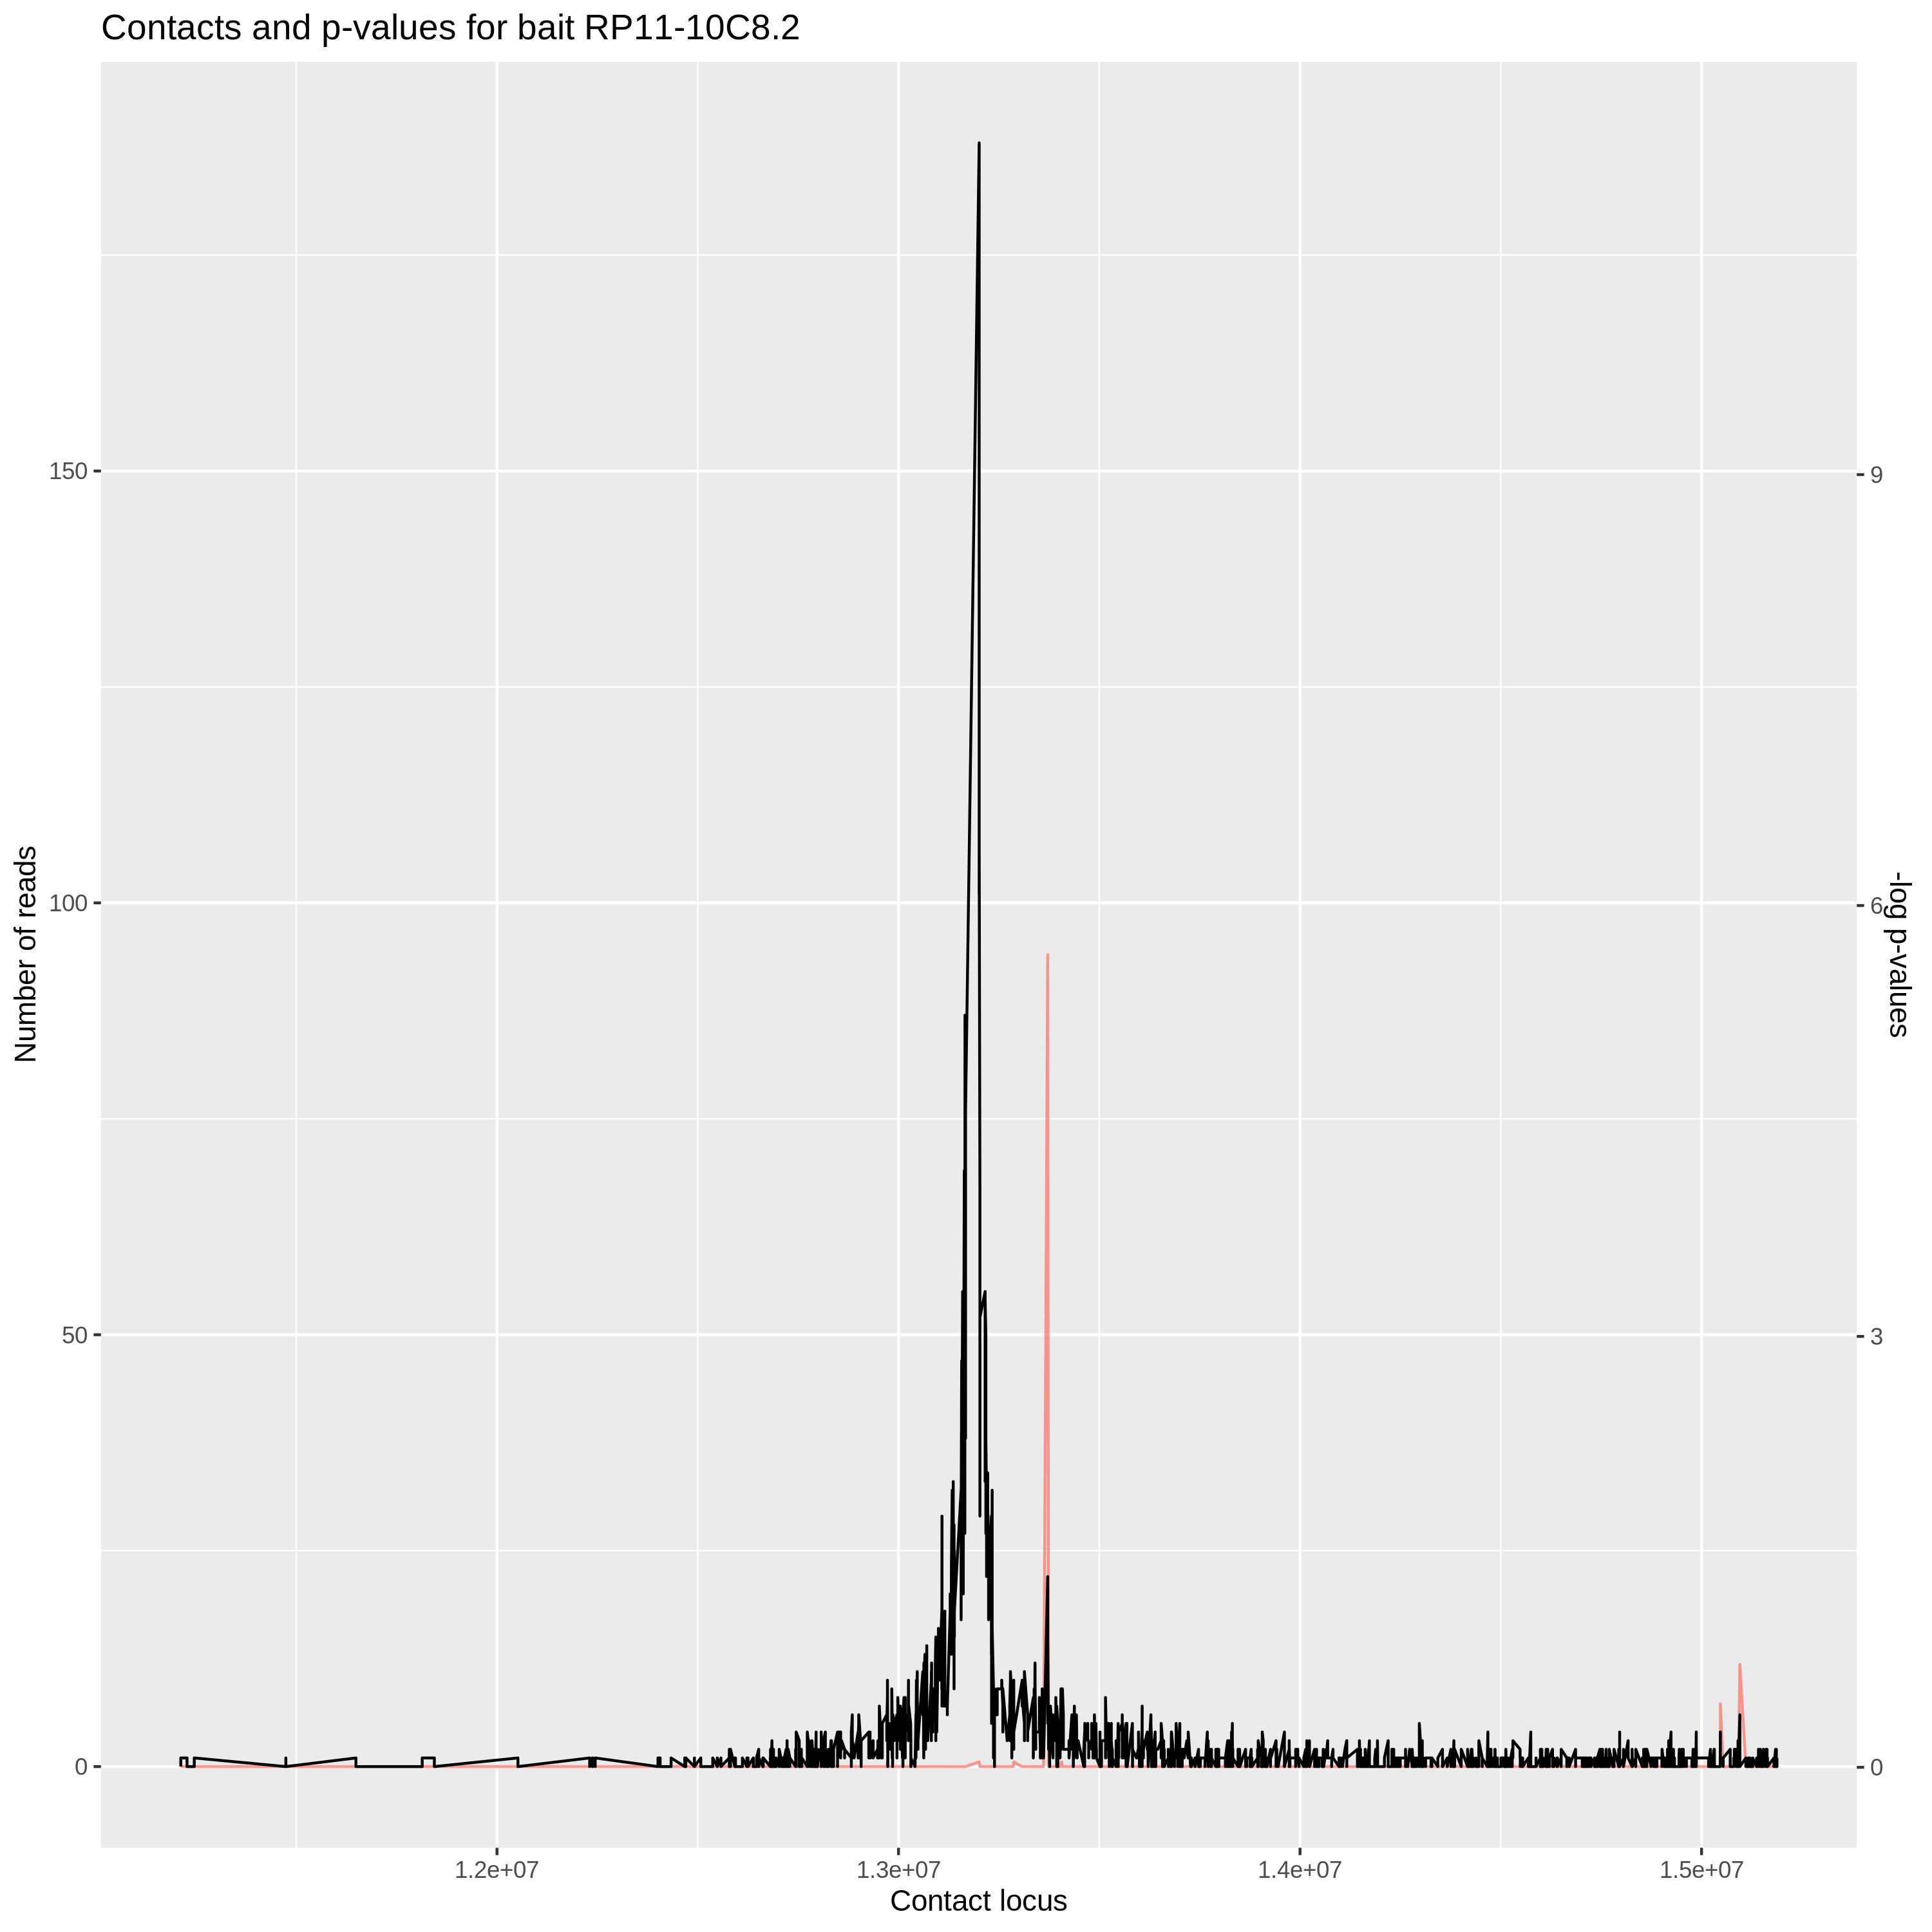 Contacts and p-values for bait RP11-10C8.2
Number of reads
150
100
50
0
9
6
3
0
-log p-values
1.2e+07 1.3e+07 1.4e+07 1.5e+07
Contact locus